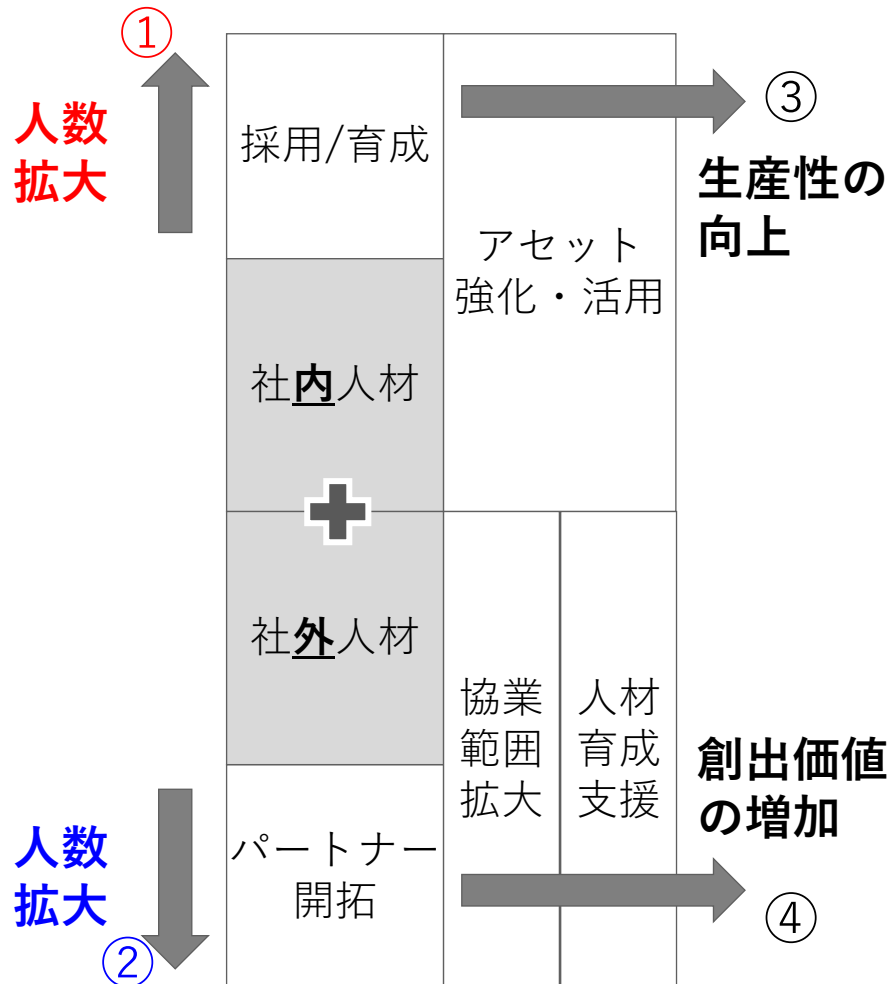 ①
人数
拡大
採用/育成
③
生産性の
向上
アセット
強化・活用
社内人材
社外人材
協業
範囲
拡大
人材
育成
支援
創出価値
の増加
人数
拡大
②
パートナー
開拓
④